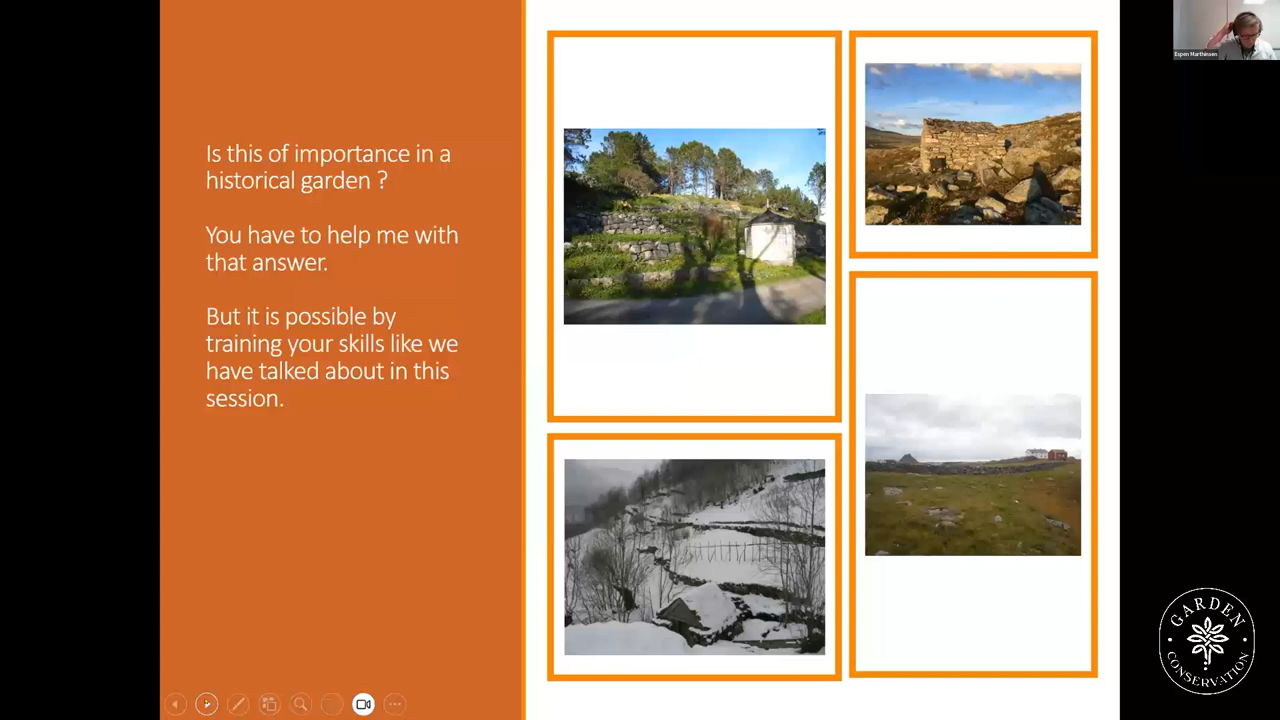 Is this of importance in a
historical garden ?
You have to help me with
that answer.
But it is possible by
training your skills like we
have talked about in this
session.
Espen Marthinsen
GARDEN
CONSERVATION